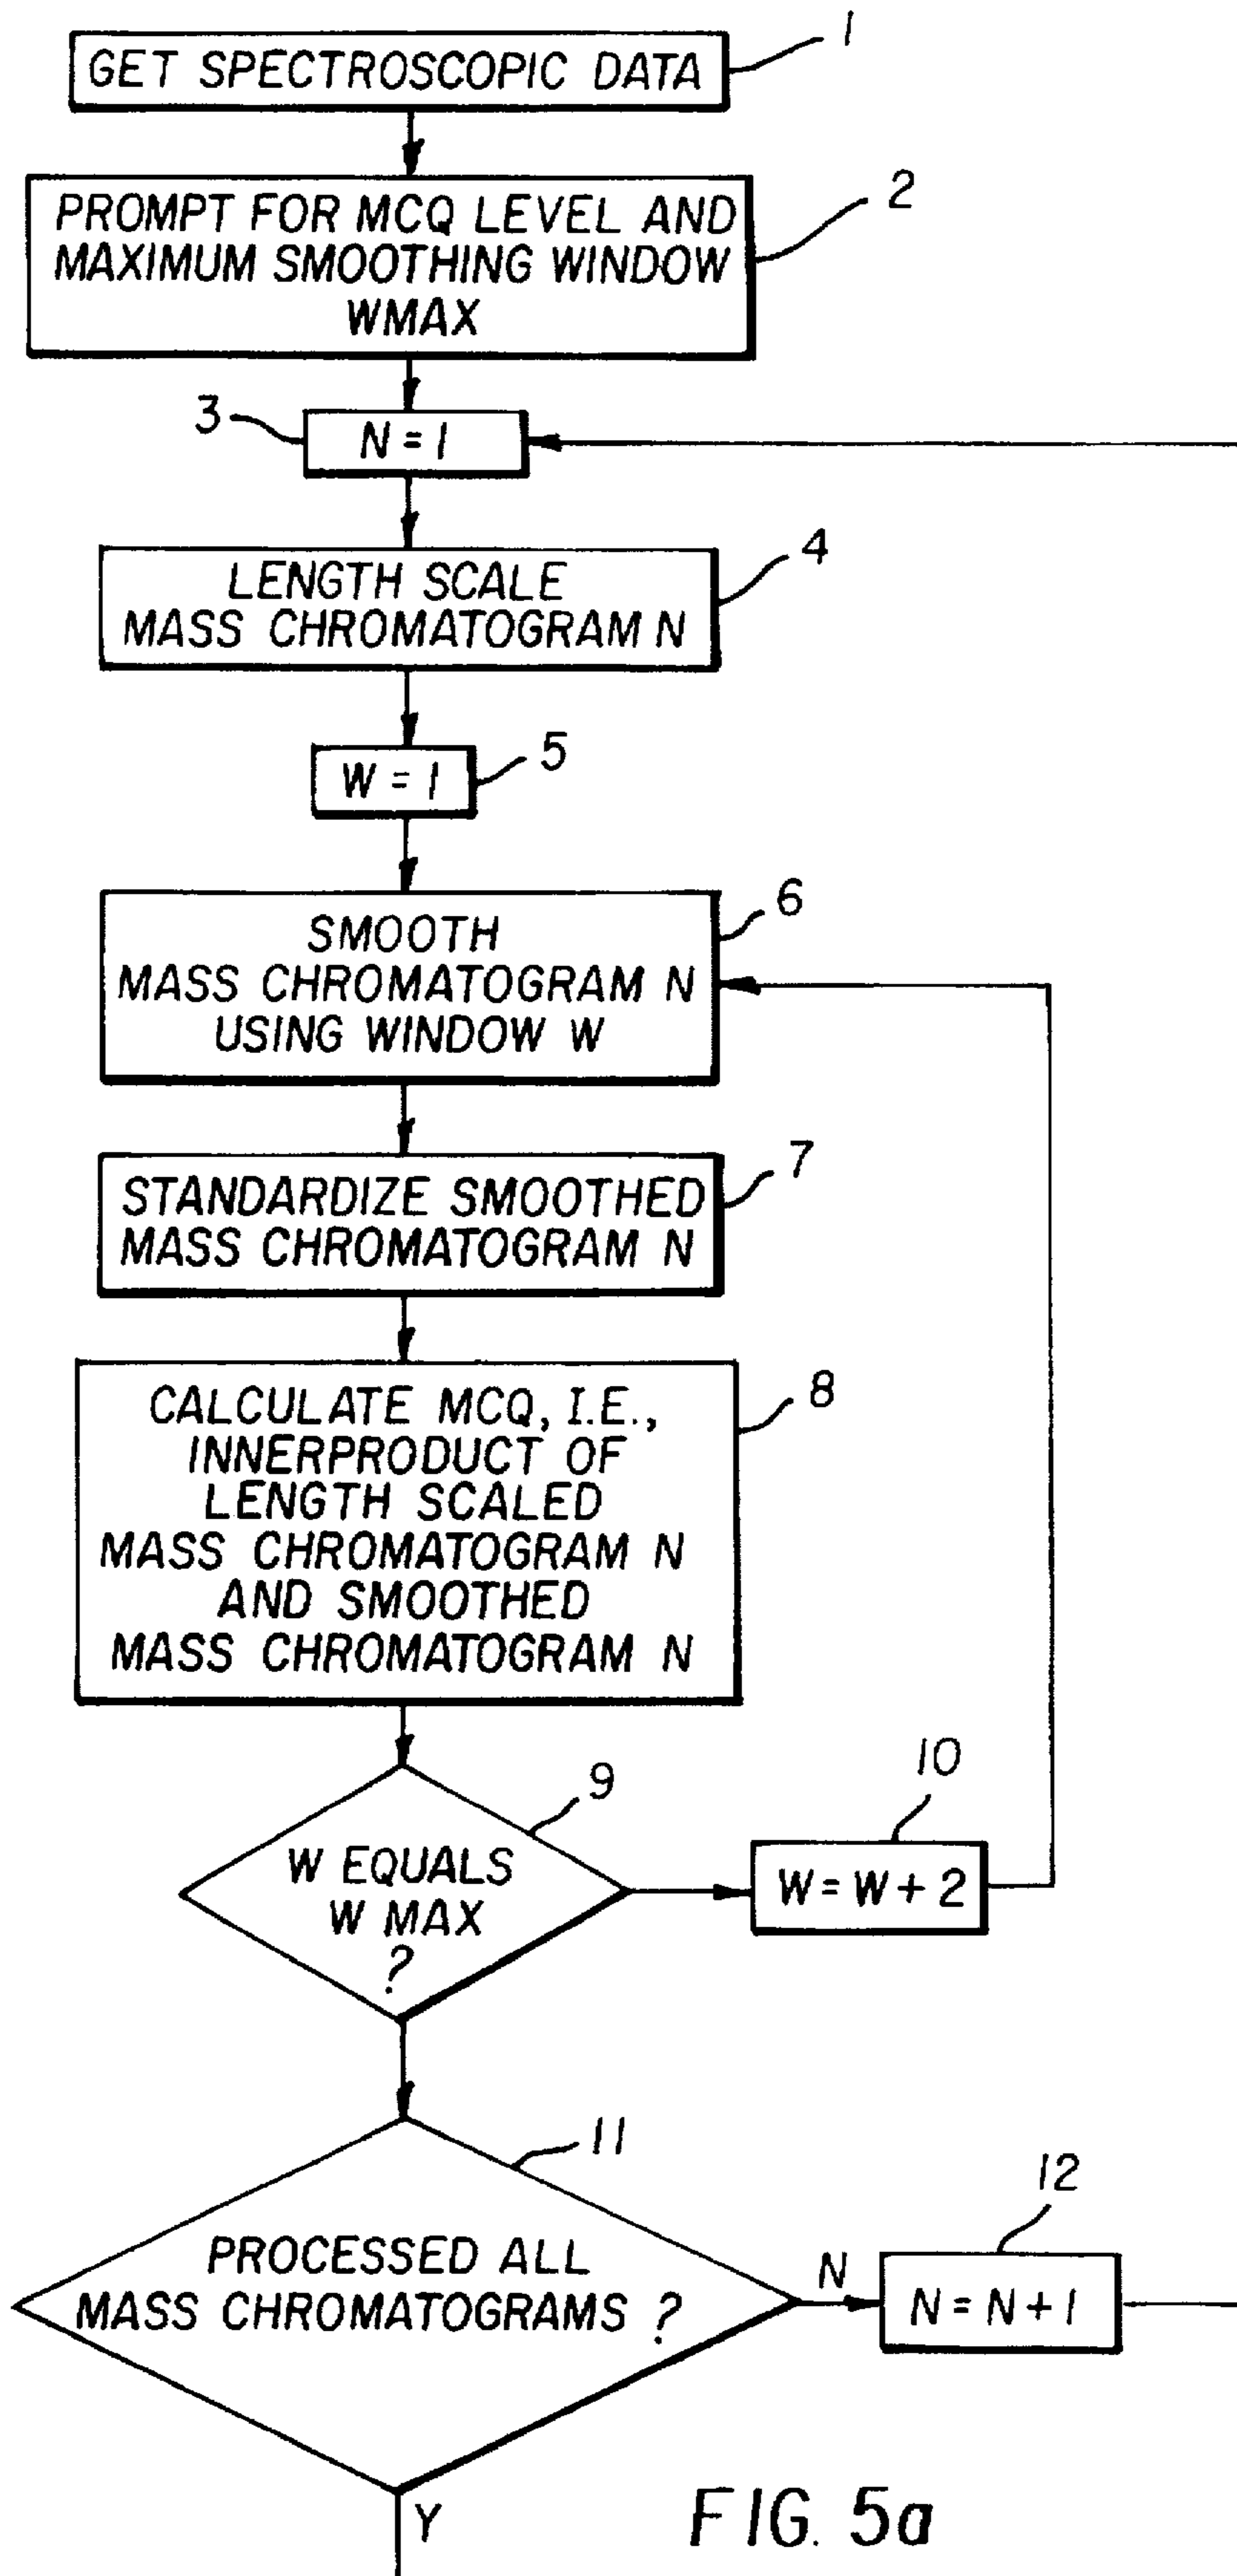 GET SPECTROSCOPIC DATA
1
PROMPT FOR MCQ LEVEL AND
MAXIMUM SMOOTHING WINDOW
WMAX
2
3
N = 1
LENGTH SCALE
MASS CHROMATOGRAM N
4
W = 1
5
SMOOTH
MASS CHROMATOGRAM N
USING WINDOW W
6
STANDARDIZE SMOOTHED
MASS CHROMATOGRAM N
7
CALCULATE MCQ, I.E.,
INNERPRODUCT OF
LENGTH SCALED
MASS CHROMATOGRAM N
AND SMOOTHED
MASS CHROMATOGRAM N
8
W EQUALS
W MAX
?
9
W = W + 2
10
PROCESSED ALL
MASS CHROMATOGRAMS ?
11
N
N = N + 1
12
Y
FIG. 5a